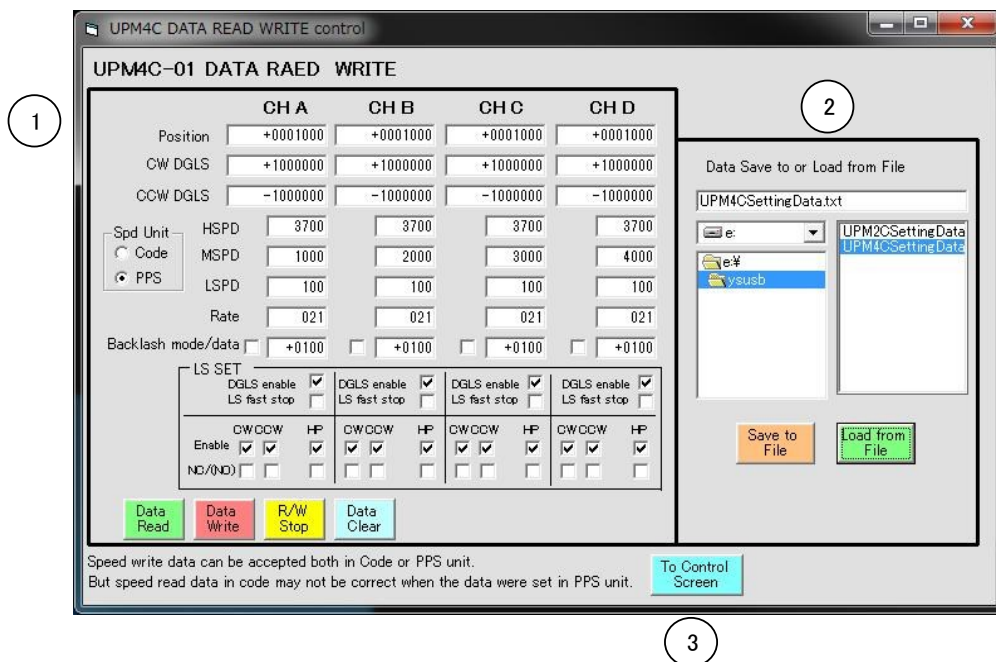 UPM4C DATA READ WRITE control
UPM4C-01 DATA RAED WRITE
1
2
CH A CH B CH C CH D
Position +0001000 +0001000 +0001000 +0001000
CW DGLS +1000000 +1000000 +1000000 +1000000
CCW DGLS -1000000 -1000000 -1000000 -1000000
Spd Unit
Code
PPS
HSPD 3700 3700 3700 3700
MSPD 1000 2000 3000 4000
LSPD 100 100 100 100
Rate 021 021 021 021
Backlash mode/data +0100 +0100 +0100 +0100
LS SET
DGLS enable DGLS enable DGLS enable DGLS enable
LS fast stop LS fast stop LS fast stop LS fast stop
CW CCW HP CW CCW HP CW CCW HP CW CCW HP
Enable
NC/(NO)
Data Read
Data Write
R/W Stop
Data Clear
Data Save to or Load from File
UPM4CSettingData.txt
e:
e:¥
ysusb
UPM2CSettingData
UPM4CSettingData
Save to File
Load from File
Speed write data can be accepted both in Code or PPS unit.
But speed read data in code may not be correct when the data were set in PPS unit.
To Control Screen
3